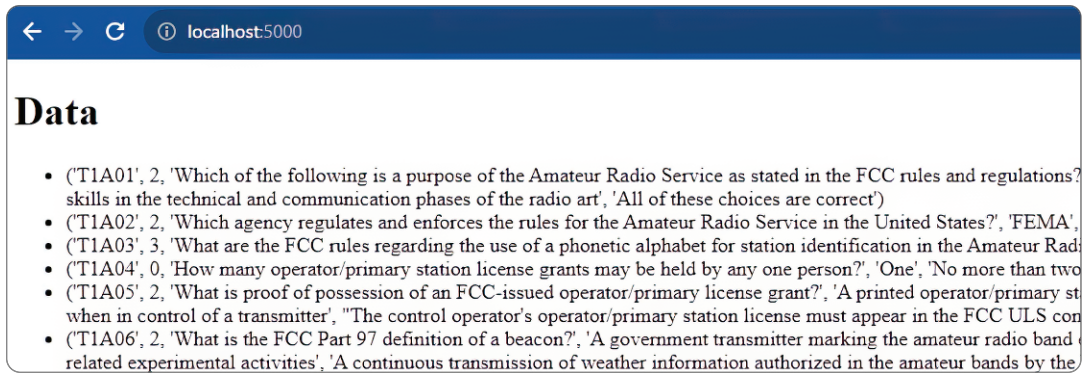 localhost:5000
Data
('T1A01', 2, 'Which of the following is a purpose of the Amateur Radio Service as stated in the FCC rules and regulations?
skills in the technical and communication phases of the radio art', 'All of these choices are correct')
('T1A02', 2, 'Which agency regulates and enforces the rules for the Amateur Radio Service in the United States?', 'FEMA',
('T1A03', 3, 'What are the FCC rules regarding the use of a phonetic alphabet for station identification in the Amateur
('T1A04', 0, 'How many operator/primary station license grants may be held by any one person?', 'One', 'No more than two
('T1A05', 2, 'What is proof of possession of an FCC-issued operator/primary license grant?', 'A printed operator/primary
when in control of a transmitter', "The control operator's operator/primary station license must appear in the FCC ULS
('T1A06', 2, 'What is the FCC Part 97 definition of a beacon?', 'A government transmitter marking the amateur radio band
related experimental activities', 'A continuous transmission of weather information authorized in the amateur bands by the